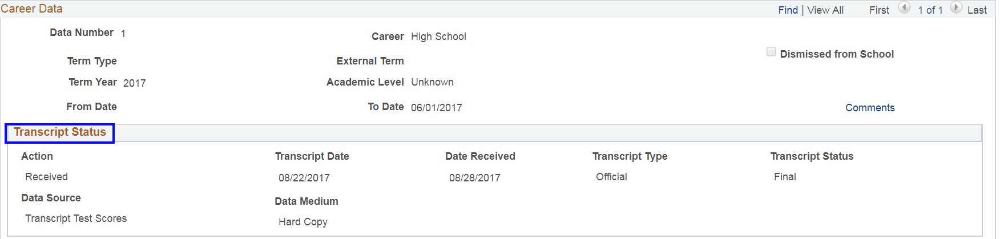 Career Data Find | View All First 1 of 1 Last
Data Number 1 Career High School
Dismissed from School
Term Type External Term
Term Year 2017 Academic Level Unknown
From Date To Date 06/01/2017 Comments
Transcript Status
Action Transcript Date Date Received Transcript Type Transcript Status
Received 08/22/2017 08/28/2017 Official Final
Data Source Data Medium
Transcript Test Scores Hard Copy